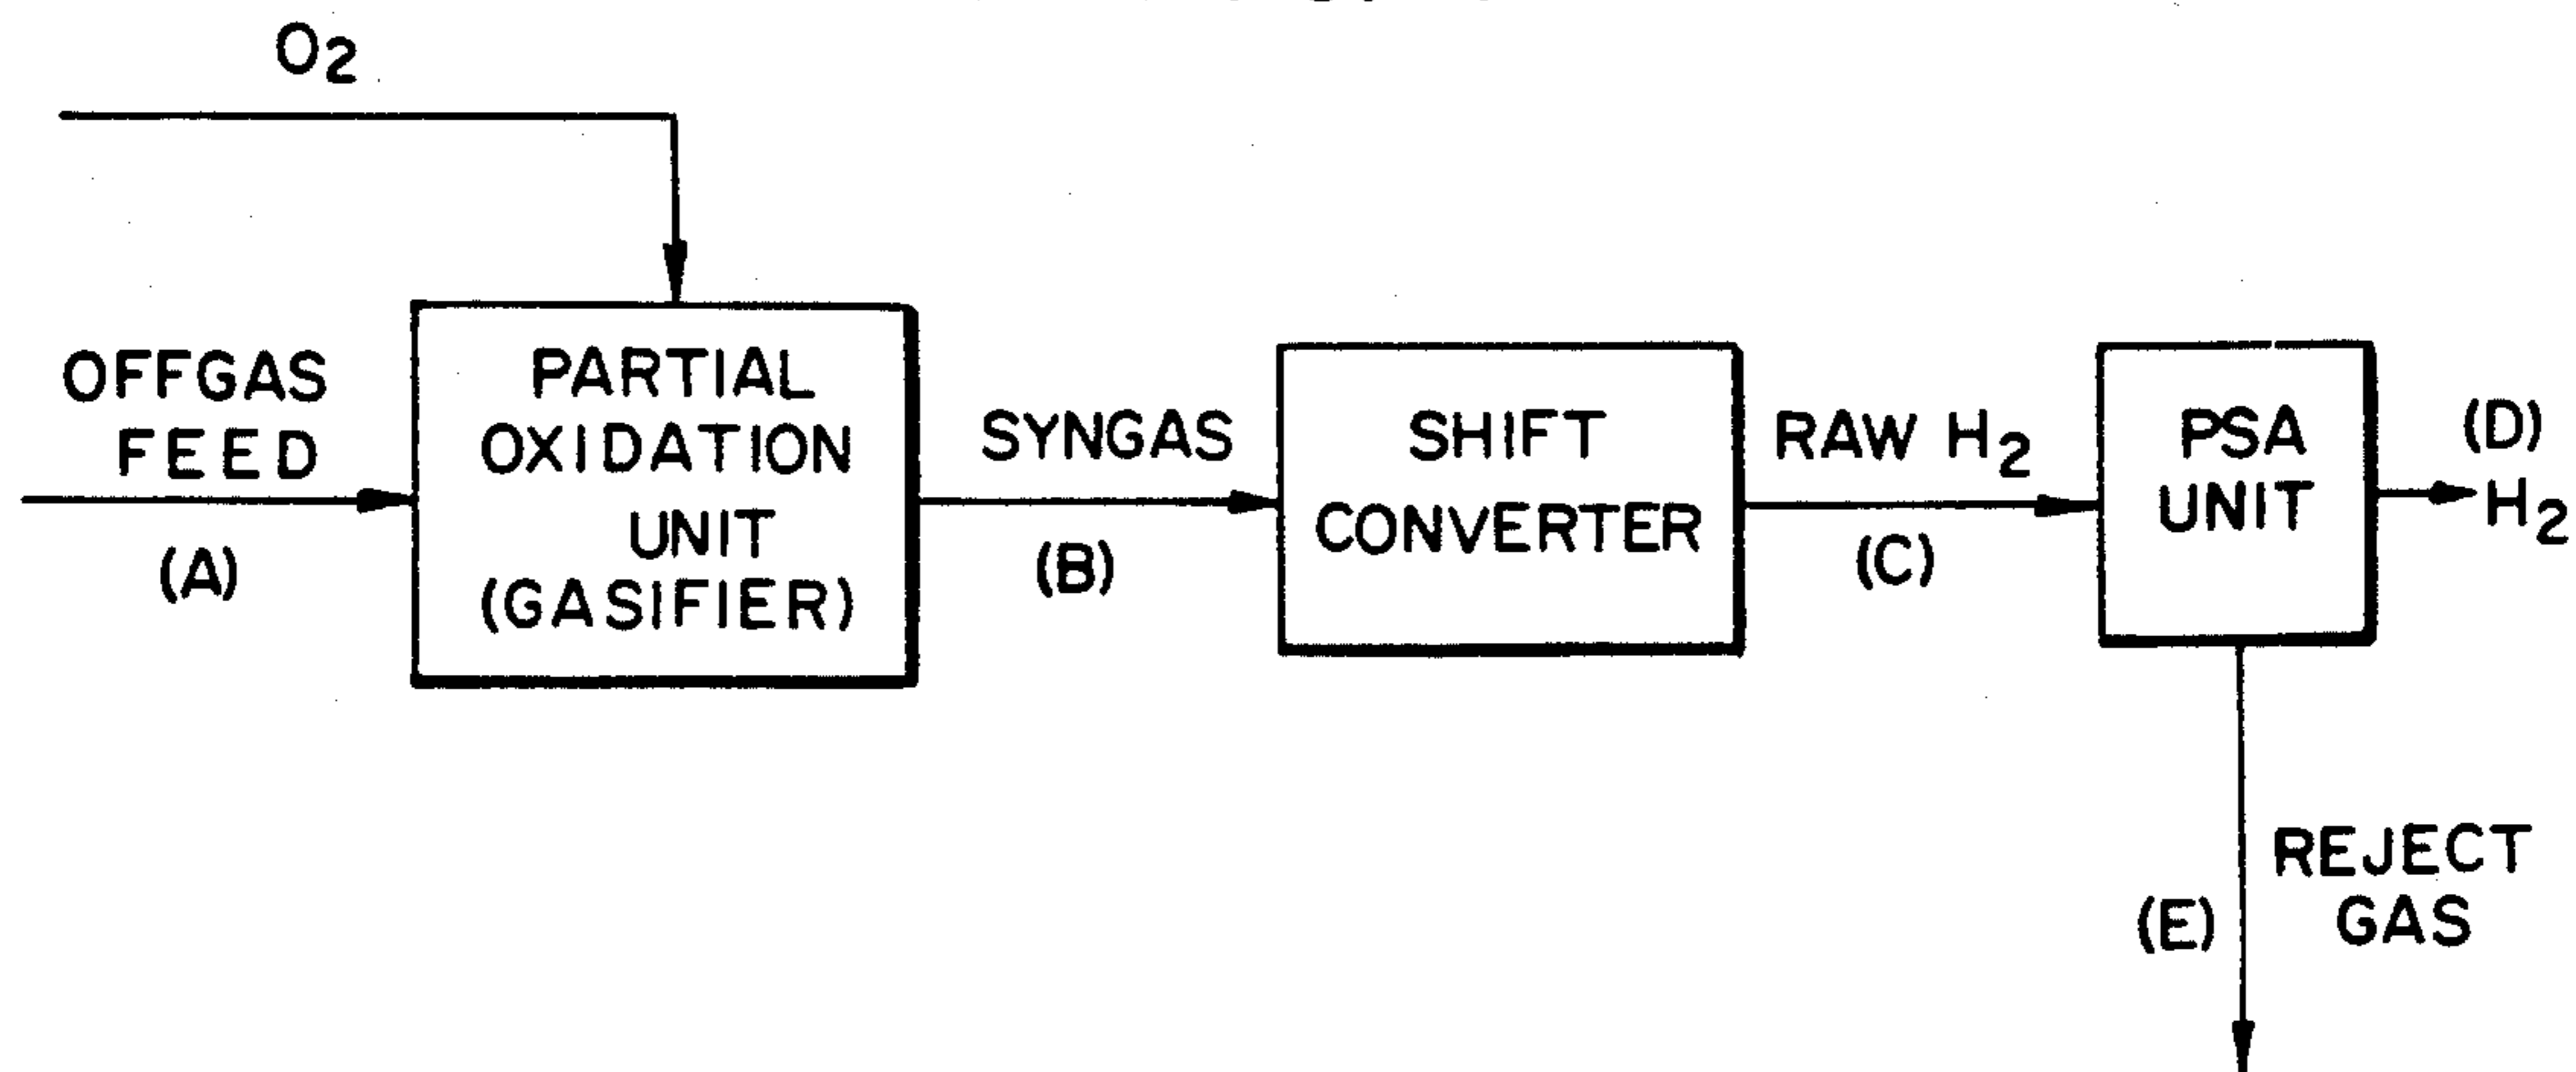 O2
OFFGAS
FEED
(A)
PARTIAL
OXIDATION
UNIT
(GASIFIER)
SYNGAS
(B)
SHIFT
CONVERTER
RAW H2
(C)
PSA
UNIT
(D)
H2
REJECT
GAS
(E)